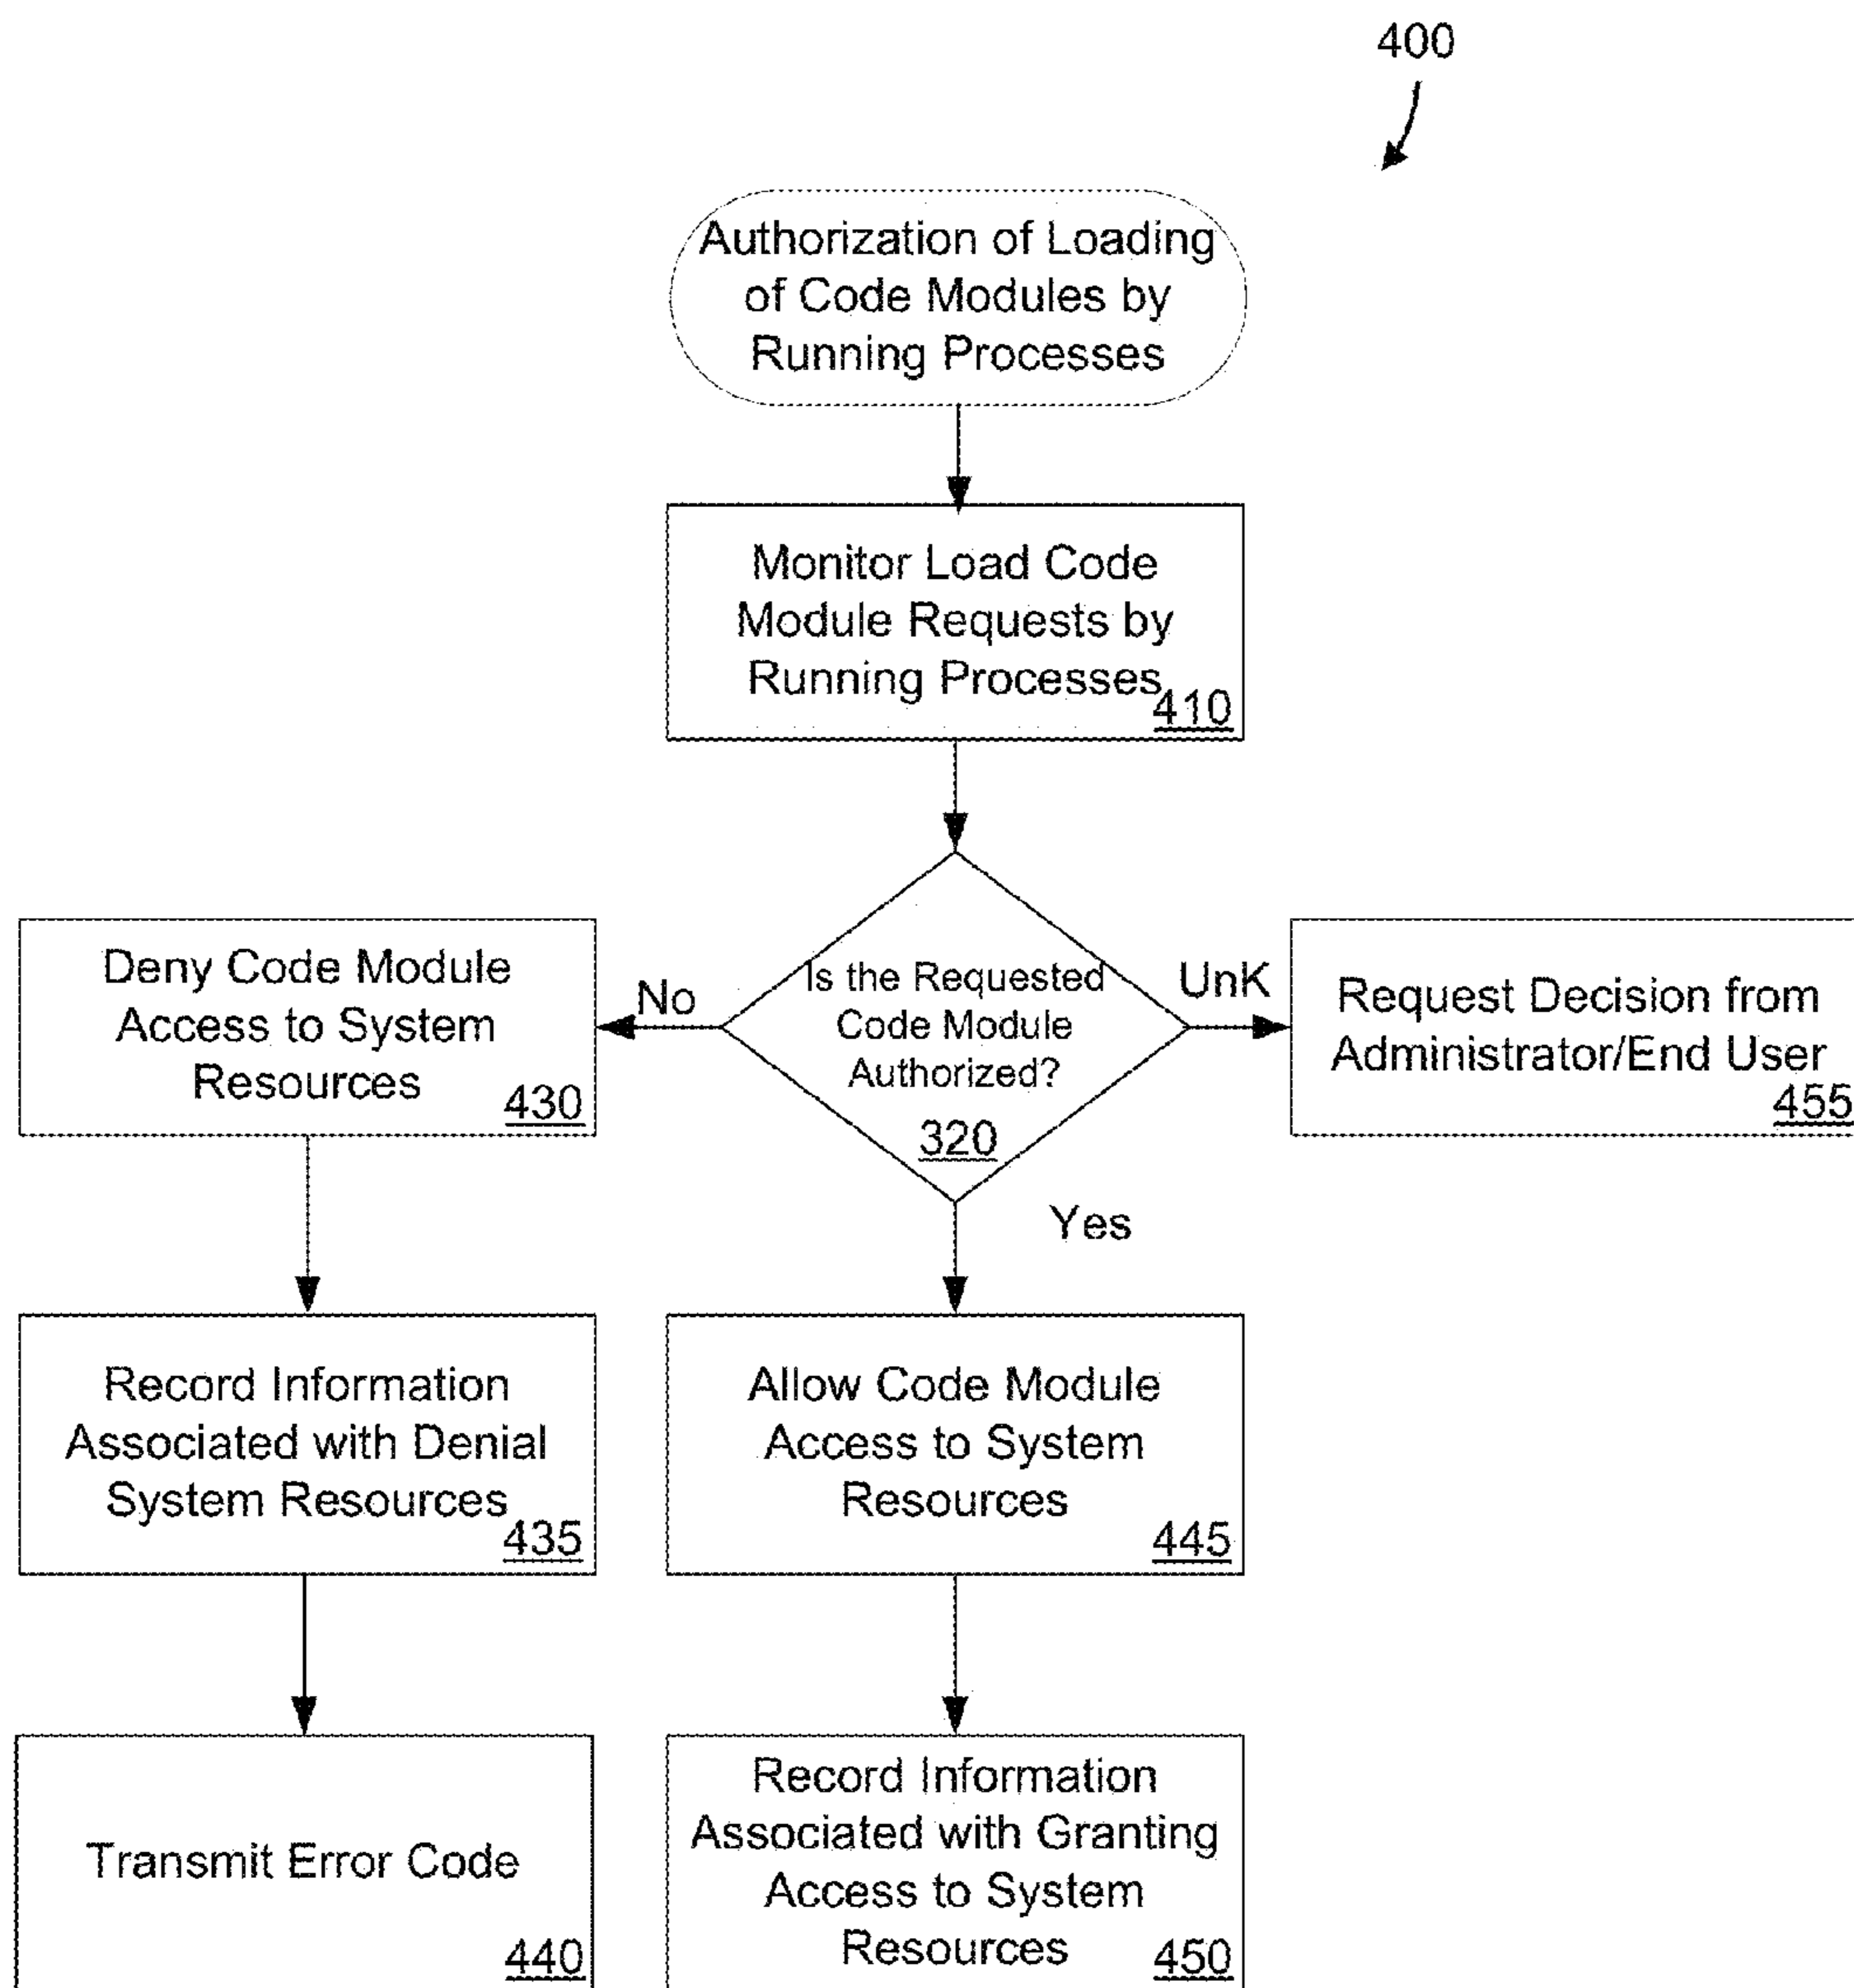 400
Authorization of Loading
of Code Modules by
Running Processes
Monitor Load Code
Module Requests by
Running Processes
410
Deny Code Module
Access to System
Resources
430
No
Is the Requested
Code Module
Authorized?
320
UnK
Request Decision from
Administrator/End User
455
Yes
Record Information
Associated with Denial
System Resources
435
Allow Code Module
Access to System
Resources
445
Transmit Error Code
440
Record Information
Associated with Granting
Access to System
Resources
450